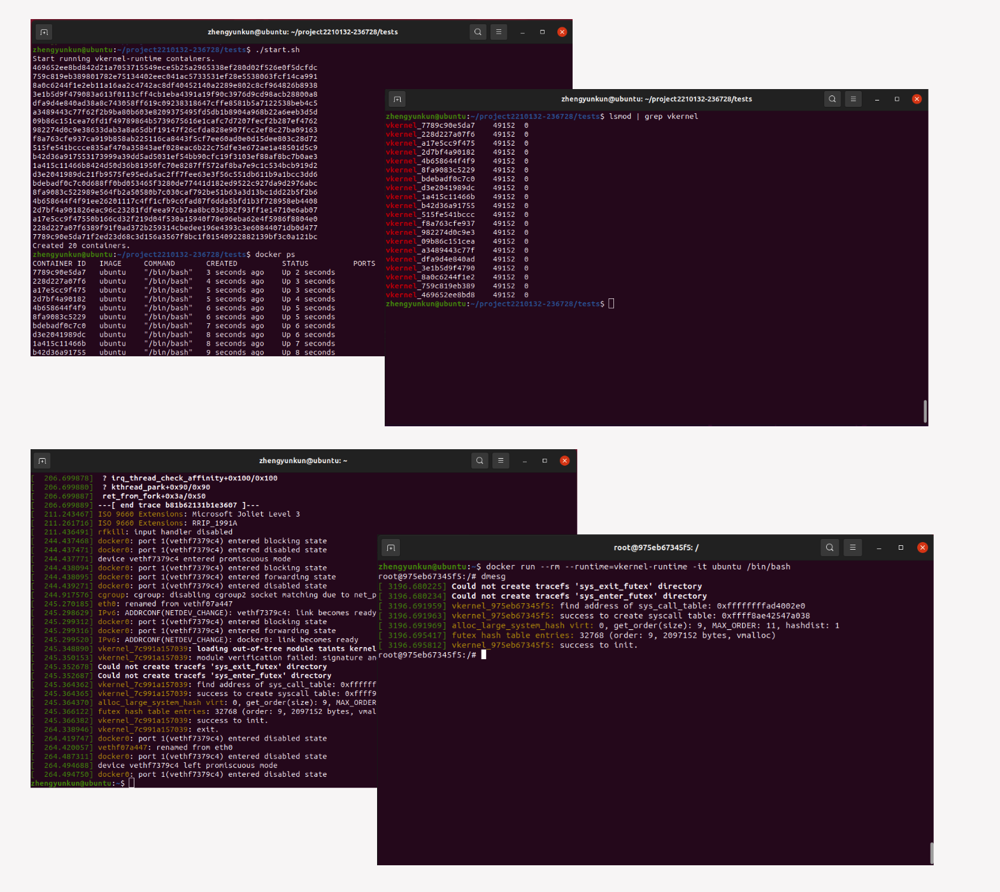 zhengyunkun@ubuntu: ~/project2210132-236728/tests
zhengyunkun@ubuntu:~/project2210132-236728/tests$ ./start.sh
Start running vkernel-runtime containers.
469652ee8bd842d21a7053715549ece5b25a2965338ef280d02f526e0f5dcfdc
759c819eb389801782e75134402eec041ac5733531ef28e5538063fcf14ca991
8a0c6244f1e2eb11a16aa2c4742ac8df40452140a2289e802c8cf964826b8938
3e1b5d9f479083a613f0113cff4cb1eba4391a19f90c3976d9cd98acb28800a8
dfa9d4e840ad38a8c743058ff619c09238318647cffe8581b5a7122538beb4c5
a3489443c77f62f2b9ba80b603e8209375495fd5db1b8904a968b22a6eeb3d5d
09b86c151cea76fd1f49789864b5739675616e1cafc7d7207fecf2b287ef4762
982274d0c9e38633dab3a8a65dbf19147f26cfda828e907fcc2ef8c27ba09163
f8a763cfe937ca919b858ab225116ca8443f5cf7ee60ad0e0d15dee803c28d72
515fe541bccce835af470a35843aef028eac6b22c75dfe3e672ae1a48501d5c9
b42d36a917553173999a39dd5ad5031ef54bb90cfc19f3103ef88af8bc7b0ae3
1a415c11466b8424d50d36b81950fc70e8287ff572af8ba7e9c1c534bcb919d2
d3e2041989dc21fb9575fe95eda5ac2ff7fee63e3f56c551db611b9a1bcc3dd6
bdebadf0c7c0d688ff0bd053465f3280de77441d182ed9522c927da9d2976abc
8fa9083c522989e564fb2a50580b7c030caf792be51b63a3d13bc1dd22b5f2b6
4b658644f4f91ee26201117c4ff1cfb9c6fad87f6dda5bfd1b3f728958eb4408
2d7bf4a901826eac96c23281fdfeea97cb7aa8bc03d302f93ff1e14710e6ab07
a17e5cc9f47550b166cd32f219d04f530a15940f78e96eba62e4f5986f8804e0
228d227a07f6389f91f0ad372b259314cbedee196e4393c3e60844071db0d477
7789c90e5da71f2ed23d68c3d156a3567f8bc1f01540922882139bf3c0a121bc
Created 20 containers.
zhengyunkun@ubuntu:~/project2210132-236728/tests$ docker ps
CONTAINER ID IMAGE COMMAND CREATED STATUS PORTS
7789c90e5da7 ubuntu "/bin/bash" 3 seconds ago Up 2 seconds
228d227a07f6 ubuntu "/bin/bash" 4 seconds ago Up 3 seconds
a17e5cc9f475 ubuntu "/bin/bash" 5 seconds ago Up 3 seconds
2d7bf4a90182 ubuntu "/bin/bash" 5 seconds ago Up 4 seconds
4b658644f4f9 ubuntu "/bin/bash" 6 seconds ago Up 5 seconds
8fa9083c5229 ubuntu "/bin/bash" 6 seconds ago Up 5 seconds
bdebadf0c7c0 ubuntu "/bin/bash" 7 seconds ago Up 6 seconds
d3e2041989dc ubuntu "/bin/bash" 8 seconds ago Up 6 seconds
1a415c11466b ubuntu "/bin/bash" 8 seconds ago Up 7 seconds
b42d36a91755 ubuntu "/bin/bash" 9 seconds ago Up 8 seconds
zhengyunkun@ubuntu: ~/project2210132-236728/tests
zhengyunkun@ubuntu:~/project2210132-236728/tests$ lsmod | grep vkernel
vkernel_7789c90e5da7 49152 0
vkernel_228d227a07f6 49152 0
vkernel_a17e5cc9f475 49152 0
vkernel_2d7bf4a90182 49152 0
vkernel_4b658644f4f9 49152 0
vkernel_8fa9083c5229 49152 0
vkernel_bdebadf0c7c0 49152 0
vkernel_d3e2041989dc 49152 0
vkernel_1a415c11466b 49152 0
vkernel_b42d36a91755 49152 0
vkernel_515fe541bccc 49152 0
vkernel_f8a763cfe937 49152 0
vkernel_982274d0c9e3 49152 0
vkernel_09b86c151cea 49152 0
vkernel_a3489443c77f 49152 0
vkernel_dfa9d4e840ad 49152 0
vkernel_3e1b5d9f4790 49152 0
vkernel_8a0c6244f1e2 49152 0
vkernel_759c819eb389 49152 0
vkernel_469652ee8bd8 49152 0
zhengyunkun@ubuntu:~/project2210132-236728/tests$
zhengyunkun@ubuntu: ~
[ 206.699878] ? irq_thread_check_affinity+0x100/0x100
[ 206.699880] ? kthread_park+0x90/0x90
[ 206.699887] ret_from_fork+0x3a/0x50
[ 206.699889] ---[ end trace b81b62131b1e3607 ]---
[ 211.243467] ISO 9660 Extensions: Microsoft Joliet Level 3
[ 211.261716] ISO 9660 Extensions: RRIP_1991A
[ 211.436491] rfkill: input handler disabled
[ 244.437468] docker0: port 1(vethf7379c4) entered blocking state
[ 244.437471] docker0: port 1(vethf7379c4) entered disabled state
[ 244.437771] device vethf7379c4 entered promiscuous mode
[ 244.438094] docker0: port 1(vethf7379c4) entered blocking state
[ 244.438095] docker0: port 1(vethf7379c4) entered forwarding state
[ 244.439271] docker0: port 1(vethf7379c4) entered disabled state
[ 244.917576] cgroup: cgroup: disabling cgroup2 socket matching due to net_p
[ 245.270185] eth0: renamed from vethf07a447
[ 245.298629] IPv6: ADDRCONF(NETDEV_CHANGE): vethf7379c4: link becomes ready
[ 245.299312] docker0: port 1(vethf7379c4) entered blocking state
[ 245.299316] docker0: port 1(vethf7379c4) entered forwarding state
[ 245.299520] IPv6: ADDRCONF(NETDEV_CHANGE): docker0: link becomes ready
[ 245.348890] vkernel_7c991a157039: loading out-of-tree module taints kernel
[ 245.350153] vkernel_7c991a157039: module verification failed: signature an
[ 245.352678] Could not create tracefs 'sys_exit_futex' directory
[ 245.352687] Could not create tracefs 'sys_enter_futex' directory
[ 245.364362] vkernel_7c991a157039: find address of sys_call_table: 0xffffff
[ 245.364365] vkernel_7c991a157039: success to create syscall table: 0xffff9
[ 245.364370] alloc_large_system_hash virt: 0, get_order(size): 9, MAX_ORDER
[ 245.366122] futex hash table entries: 32768 (order: 9, 2097152 bytes, vmal
[ 245.366382] vkernel_7c991a157039: success to init.
[ 264.338946] vkernel_7c991a157039: exit.
[ 264.419747] docker0: port 1(vethf7379c4) entered disabled state
[ 264.420057] vethf07a447: renamed from eth0
[ 264.487311] docker0: port 1(vethf7379c4) entered disabled state
[ 264.494688] device vethf7379c4 left promiscuous mode
[ 264.494750] docker0: port 1(vethf7379c4) entered disabled state
zhengyunkun@ubuntu:~$
root@975eb67345f5: /
zhengyunkun@ubuntu:~$ docker run --rm --runtime=vkernel-runtime -it ubuntu /bin/bash
root@975eb67345f5:/# dmesg
[ 3196.680225] Could not create tracefs 'sys_exit_futex' directory
[ 3196.680234] Could not create tracefs 'sys_enter_futex' directory
[ 3196.691959] vkernel_975eb67345f5: find address of sys_call_table: 0xffffffffad4002e0
[ 3196.691963] vkernel_975eb67345f5: success to create syscall table: 0xffff8ae42547a038
[ 3196.691969] alloc_large_system_hash virt: 0, get_order(size): 9, MAX_ORDER: 11, hashdist: 1
[ 3196.695417] futex hash table entries: 32768 (order: 9, 2097152 bytes, vmalloc)
[ 3196.695812] vkernel_975eb67345f5: success to init.
root@975eb67345f5:/#